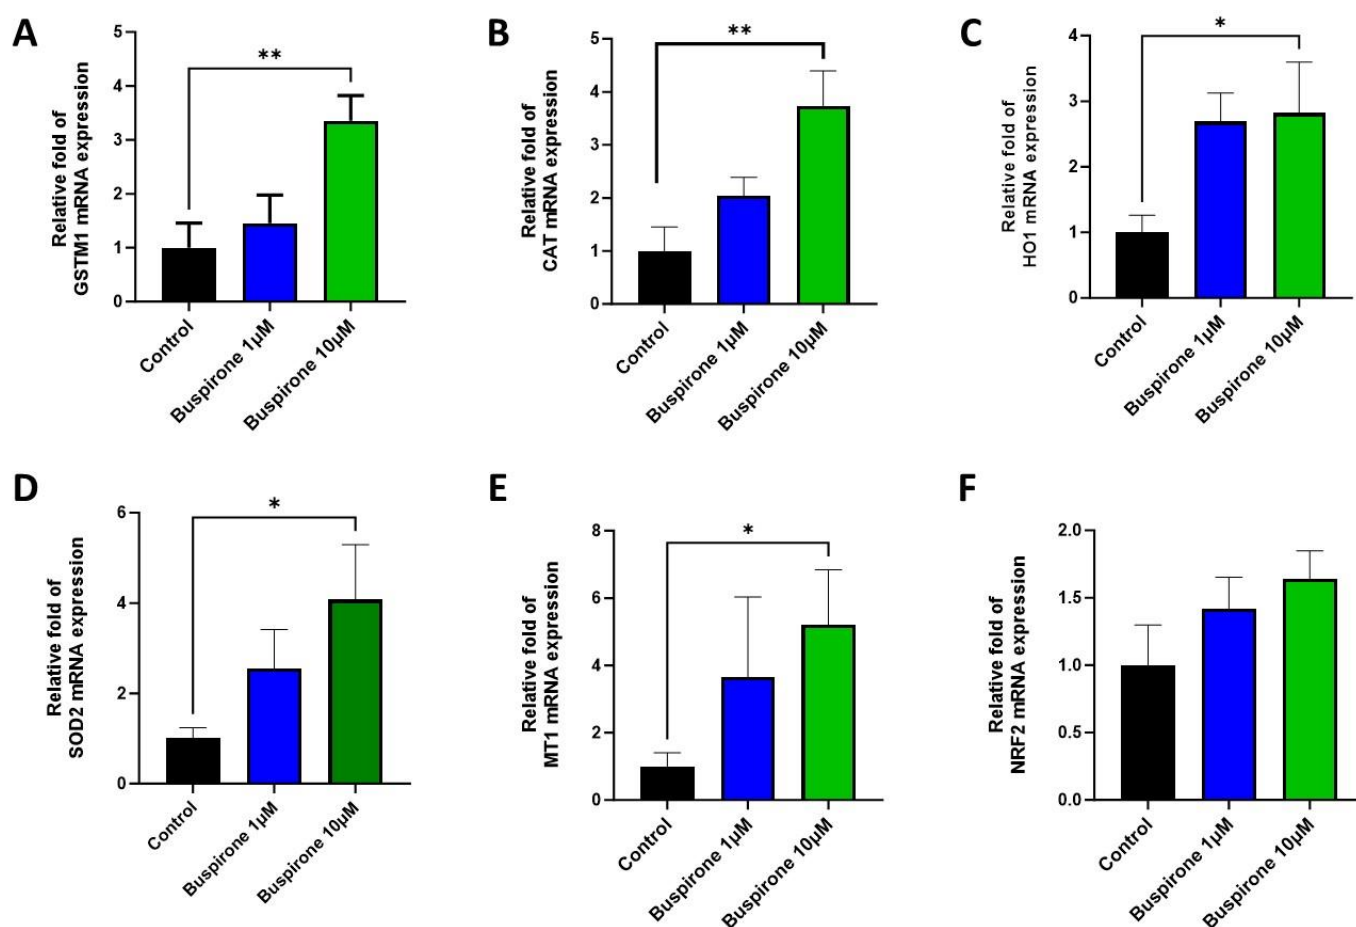 A
Relative fold of
GSTM1 mRNA expression
5
4
3
2
1
0
**
Control
Buspirone 1µM
Buspirone 10µM
B
Relative fold of
CAT mRNA expression
5
4
3
2
1
0
**
Control
Buspirone 1µM
Buspirone 10µM
C
Relative fold of
HO1 mRNA expression
4
3
2
1
0
*
Control
Buspirone 1µM
Buspirone 10µM
D
Relative fold of
SOD2 mRNA expression
6
4
2
0
*
Control
Buspirone 1µM
Buspirone 10µM
E
Relative fold of
MT1 mRNA expression
8
6
4
2
0
*
Control
Buspirone 1µM
Buspirone 10µM
F
Relative fold of
NRF2 mRNA expression
2.0
1.5
1.0
0.5
0.0
Control
Buspirone 1µM
Buspirone 10µM